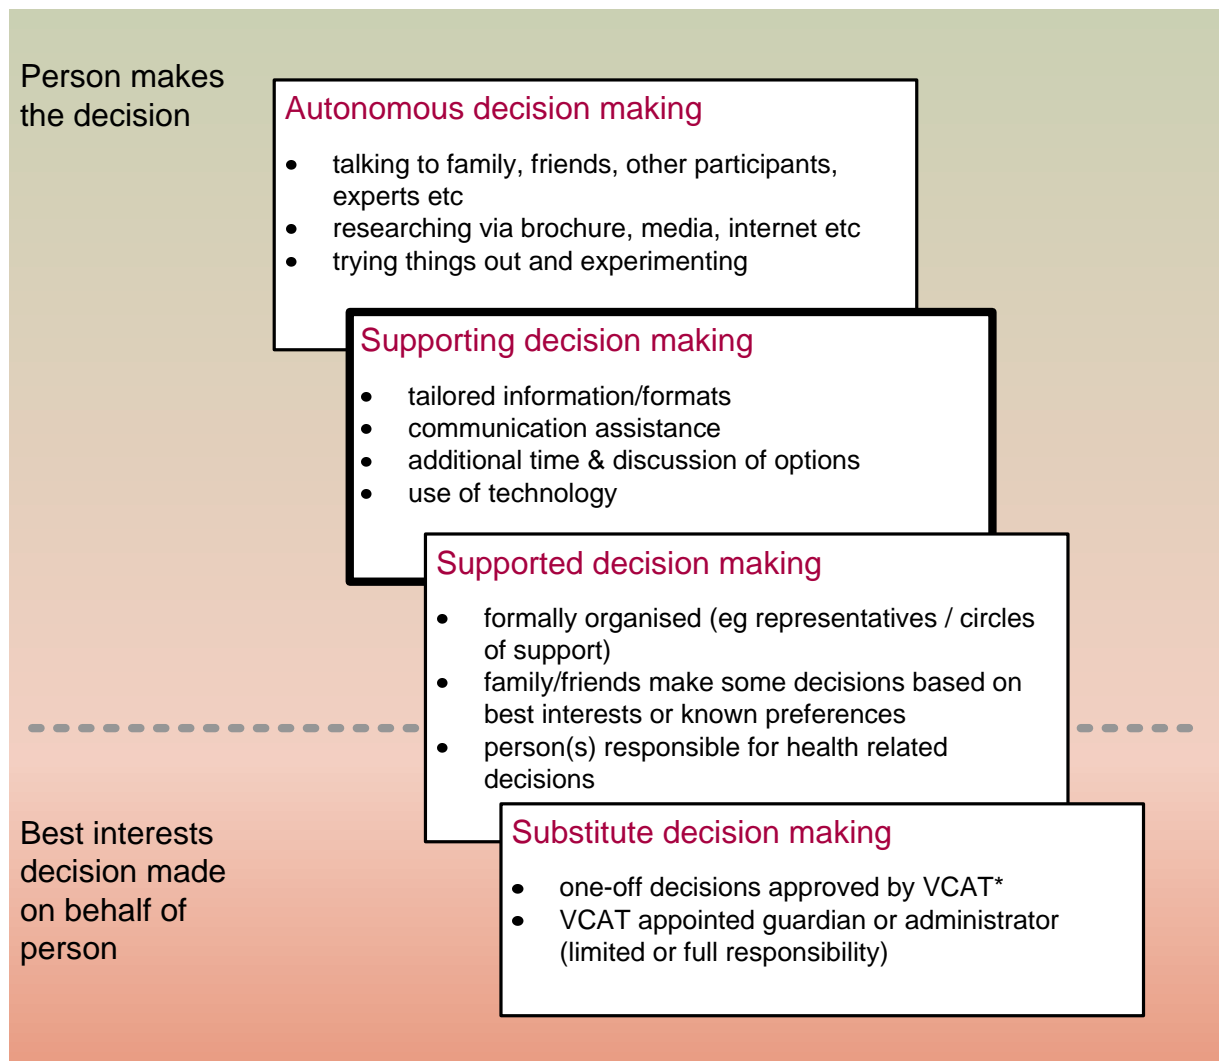 Person makes
the decision
Autonomous decision making
• talking to family, friends, other participants,
experts etc
• researching via brochure, media, internet etc
• trying things out and experimenting
Supporting decision making
• tailored information/formats
• communication assistance
• additional time & discussion of options
• use of technology
Supported decision making
• formally organised (eg representatives / circles
of support)
• family/friends make some decisions based on
best interests or known preferences
• person(s) responsible for health related
decisions
Best interests
decision made
on behalf of
person
Substitute decision making
• one-off decisions approved by VCAT*
• VCAT appointed guardian or administrator
(limited or full responsibility)